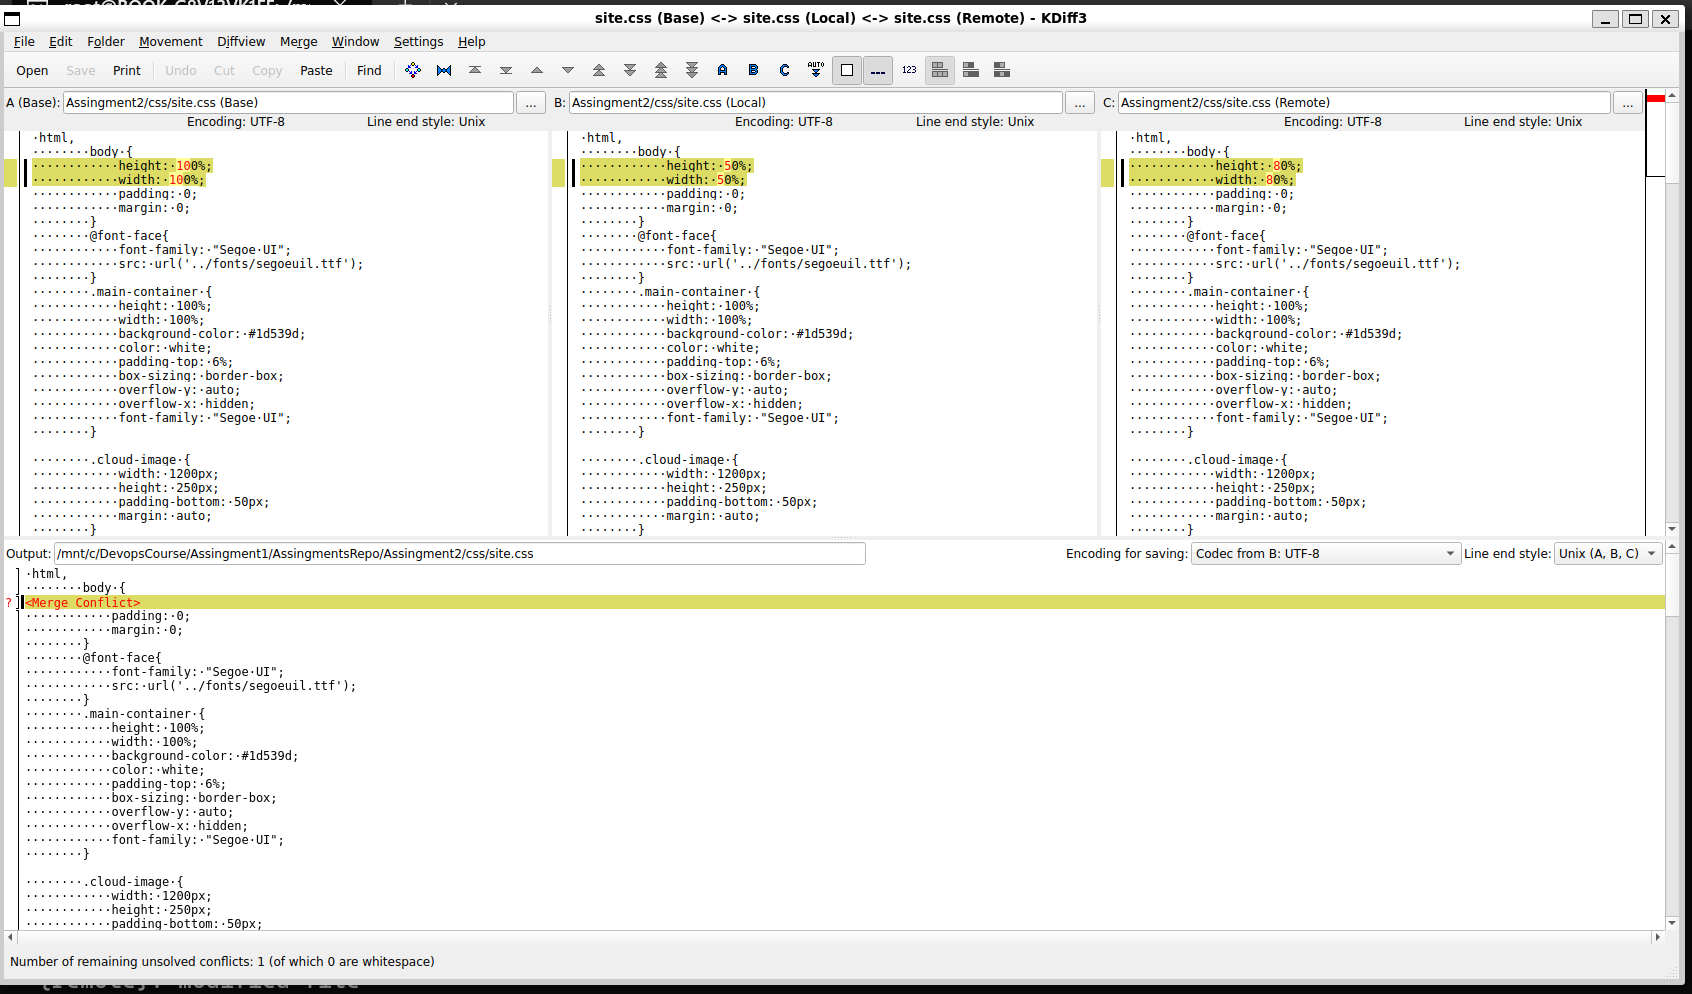 site.css (Base) <-> site.css (Local) <-> site.css (Remote) - KDiff3
File Edit Folder Movement Diffview Merge Window Settings Help
Open Save Print Undo Cut Copy Paste Find A B C AUTO 123
A (Base): Assingment2/css/site.css (Base) ... B: Assingment2/css/site.css (Local) ... C: Assingment2/css/site.css (Remote) ...
Encoding: UTF-8 Line end style: Unix Encoding: UTF-8 Line end style: Unix Encoding: UTF-8 Line end style: Unix
·html,
········body·{
············height:·100%;
············width:·100%;
············padding:·0;
············margin:·0;
········}
········@font-face{
············font-family:·"Segoe·UI";
············src:·url('../fonts/segoeuil.ttf');
········}
········.main-container·{
············height:·100%;
············width:·100%;
············background-color:·#1d539d;
············color:·white;
············padding-top:·6%;
············box-sizing:·border-box;
············overflow-y:·auto;
············overflow-x:·hidden;
············font-family:·"Segoe·UI";
········}
········.cloud-image·{
············width:·1200px;
············height:·250px;
············padding-bottom:·50px;
············margin:·auto;
········}
·html,
········body·{
············height:·50%;
············width:·50%;
············padding:·0;
············margin:·0;
········}
········@font-face{
············font-family:·"Segoe·UI";
············src:·url('../fonts/segoeuil.ttf');
········}
········.main-container·{
············height:·100%;
············width:·100%;
············background-color:·#1d539d;
············color:·white;
············padding-top:·6%;
············box-sizing:·border-box;
············overflow-y:·auto;
············overflow-x:·hidden;
············font-family:·"Segoe·UI";
········}
········.cloud-image·{
············width:·1200px;
············height:·250px;
············padding-bottom:·50px;
············margin:·auto;
········}
·html,
········body·{
············height:·80%;
············width:·80%;
············padding:·0;
············margin:·0;
········}
········@font-face{
············font-family:·"Segoe·UI";
············src:·url('../fonts/segoeuil.ttf');
········}
········.main-container·{
············height:·100%;
············width:·100%;
············background-color:·#1d539d;
············color:·white;
············padding-top:·6%;
············box-sizing:·border-box;
············overflow-y:·auto;
············overflow-x:·hidden;
············font-family:·"Segoe·UI";
········}
········.cloud-image·{
············width:·1200px;
············height:·250px;
············padding-bottom:·50px;
············margin:·auto;
········}
Output: /mnt/c/DevopsCourse/Assingment1/AssingmentsRepo/Assingment2/css/site.css Encoding for saving: Codec from B: UTF-8 Line end style: Unix (A, B, C)
·html,
········body·{
? <Merge Conflict>
············padding:·0;
············margin:·0;
········}
········@font-face{
············font-family:·"Segoe·UI";
············src:·url('../fonts/segoeuil.ttf');
········}
········.main-container·{
············height:·100%;
············width:·100%;
············background-color:·#1d539d;
············color:·white;
············padding-top:·6%;
············box-sizing:·border-box;
············overflow-y:·auto;
············overflow-x:·hidden;
············font-family:·"Segoe·UI";
········}
········.cloud-image·{
············width:·1200px;
············height:·250px;
············padding-bottom:·50px;
Number of remaining unsolved conflicts: 1 (of which 0 are whitespace)